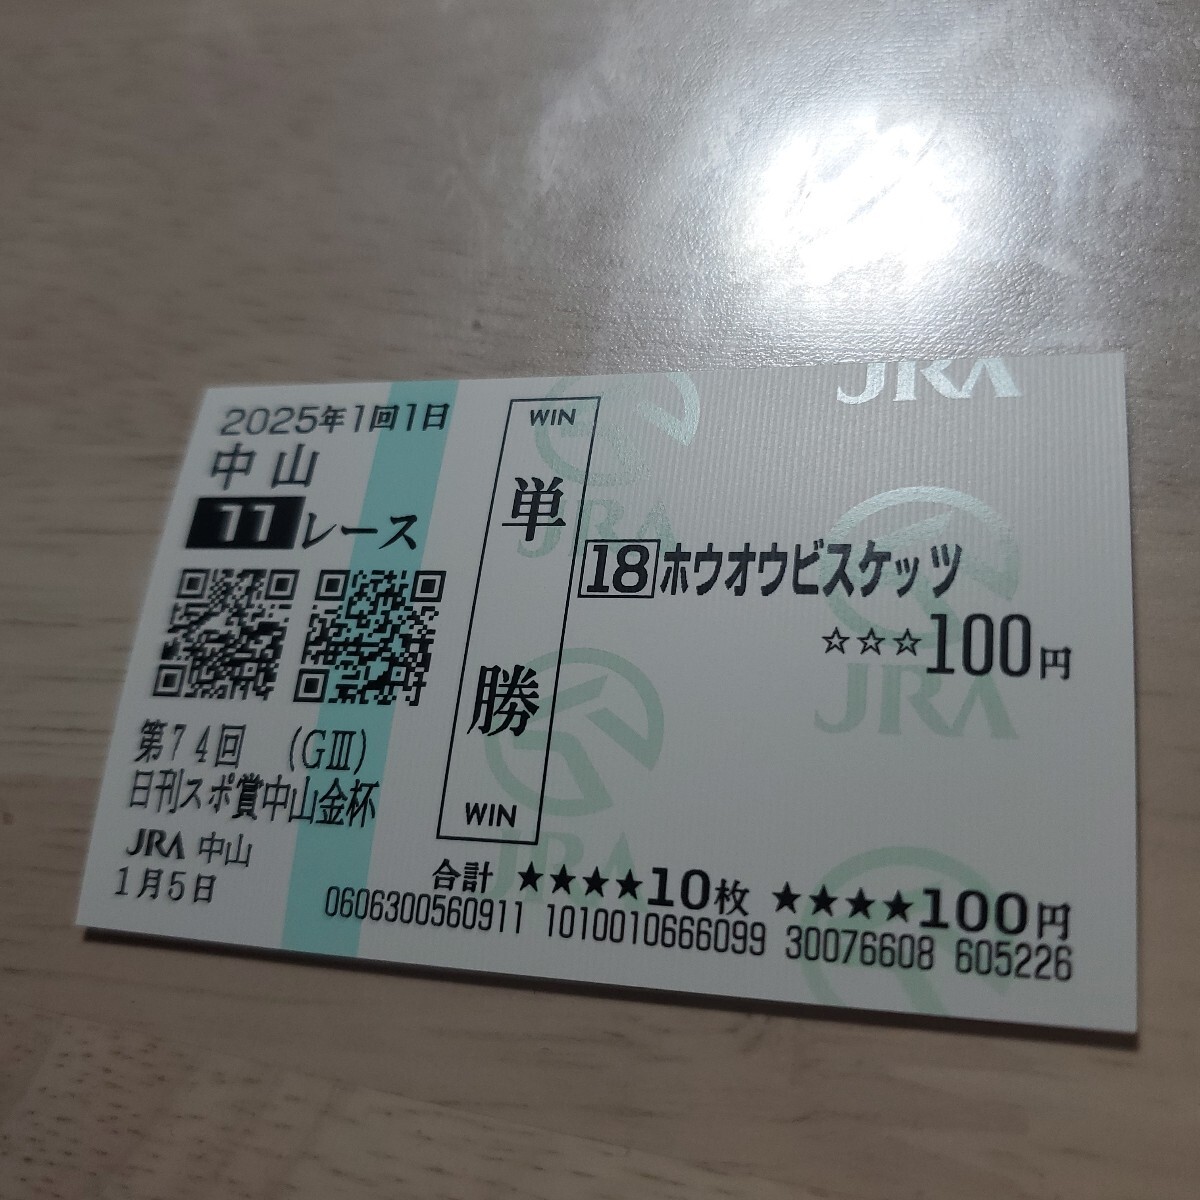 2025年1回1日
中山
11レース
第74回 (GⅢ)
日刊スポ賞中山金杯
JRA 中山
1月5日
WIN
単勝
WIN
18ホウオウビスケッツ
☆☆☆100円
合計 ★★★★10枚 ★★★★100円
0606300560911 1010010666099 30076608 605226
JRA
JRA
JRA
JRA